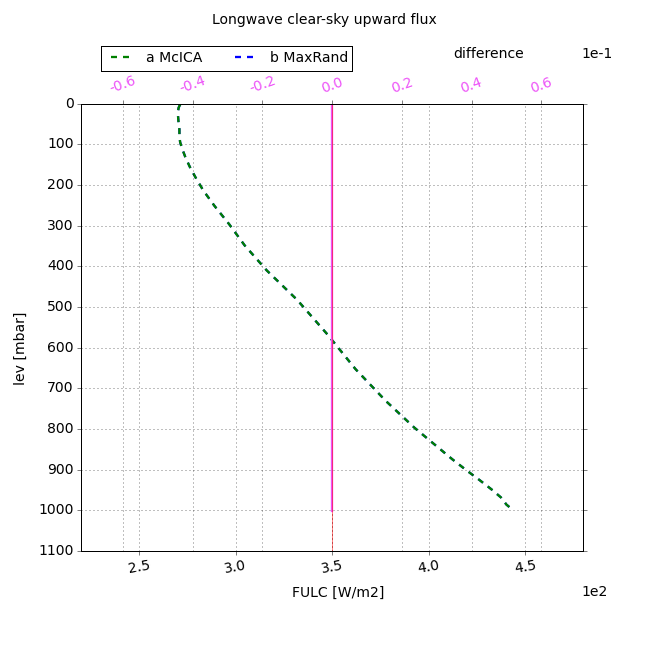 Longwave clear-sky upward flux
a McICA b MaxRand
difference 1e-1
-0.6 -0.4 -0.2 0.0 0.2 0.4 0.6
0
100
200
300
400
500
600
700
800
900
1000
1100
lev [mbar]
2.5 3.0 3.5 4.0 4.5
FULC [W/m2] 1e2